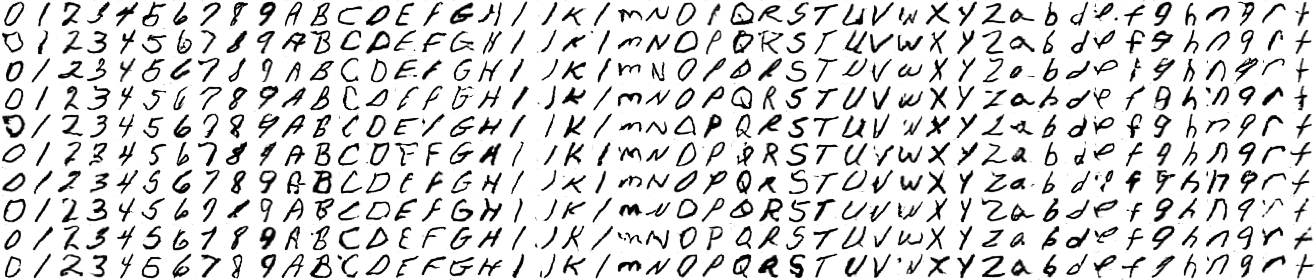 0 1 2 3 4 5 6 7 8 9 A B C D E F G H I J K l m N O P Q R S T U V W X Y Z a b d e f g h n q r t
0 1 2 3 4 5 6 7 8 9 A B C D E F G H I J K l m N O P Q R S T U V W X Y Z a b d e f g h n q r t
0 1 2 3 4 5 6 7 8 9 A B C D E F G H I J K l m N O P Q R S T U V W X Y Z a b d e f g h n q r t
0 1 2 3 4 5 6 7 8 9 A B C D E F G H I J K l m N O P Q R S T U V W X Y Z a b d e f g h n q r t
0 1 2 3 4 5 6 7 8 9 A B C D E Y G H I J K l m N O P Q R S T U V W X Y Z a b d e f g h n q r t
0 1 2 3 4 5 6 7 8 9 A B C D E F G H I J K l m N O P Q R S T U V W X Y Z a b d e f g h n q r t
0 1 2 3 4 5 6 7 8 9 A B C D E F G H I J K l m N O P Q R S T U V W X Y Z a b d e f g h n q r t
0 1 2 3 4 5 6 7 8 9 A B C D E F G H I J K l m N O P Q R S T U V W X Y Z a b d e f g h n q r t
0 1 2 3 4 5 6 7 8 9 A B C D E F G H I J K l m N O P Q R S T U V W X Y Z a b d e f g h n q r t
0 1 2 3 4 5 6 7 8 9 A B C D E F G H I J K l m N O P Q R S T U V W X Y Z a b d e f g h n q r t